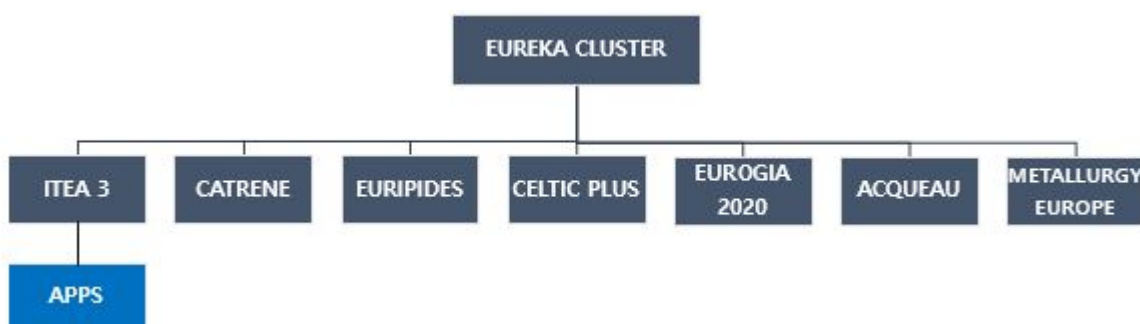 EUREKA CLUSTER
ITEA 3
CATRENE
EURIPIDES
CELTIC PLUS
EUROGIA
2020
ACQUEAU
METALLURGY
EUROPE
APPS